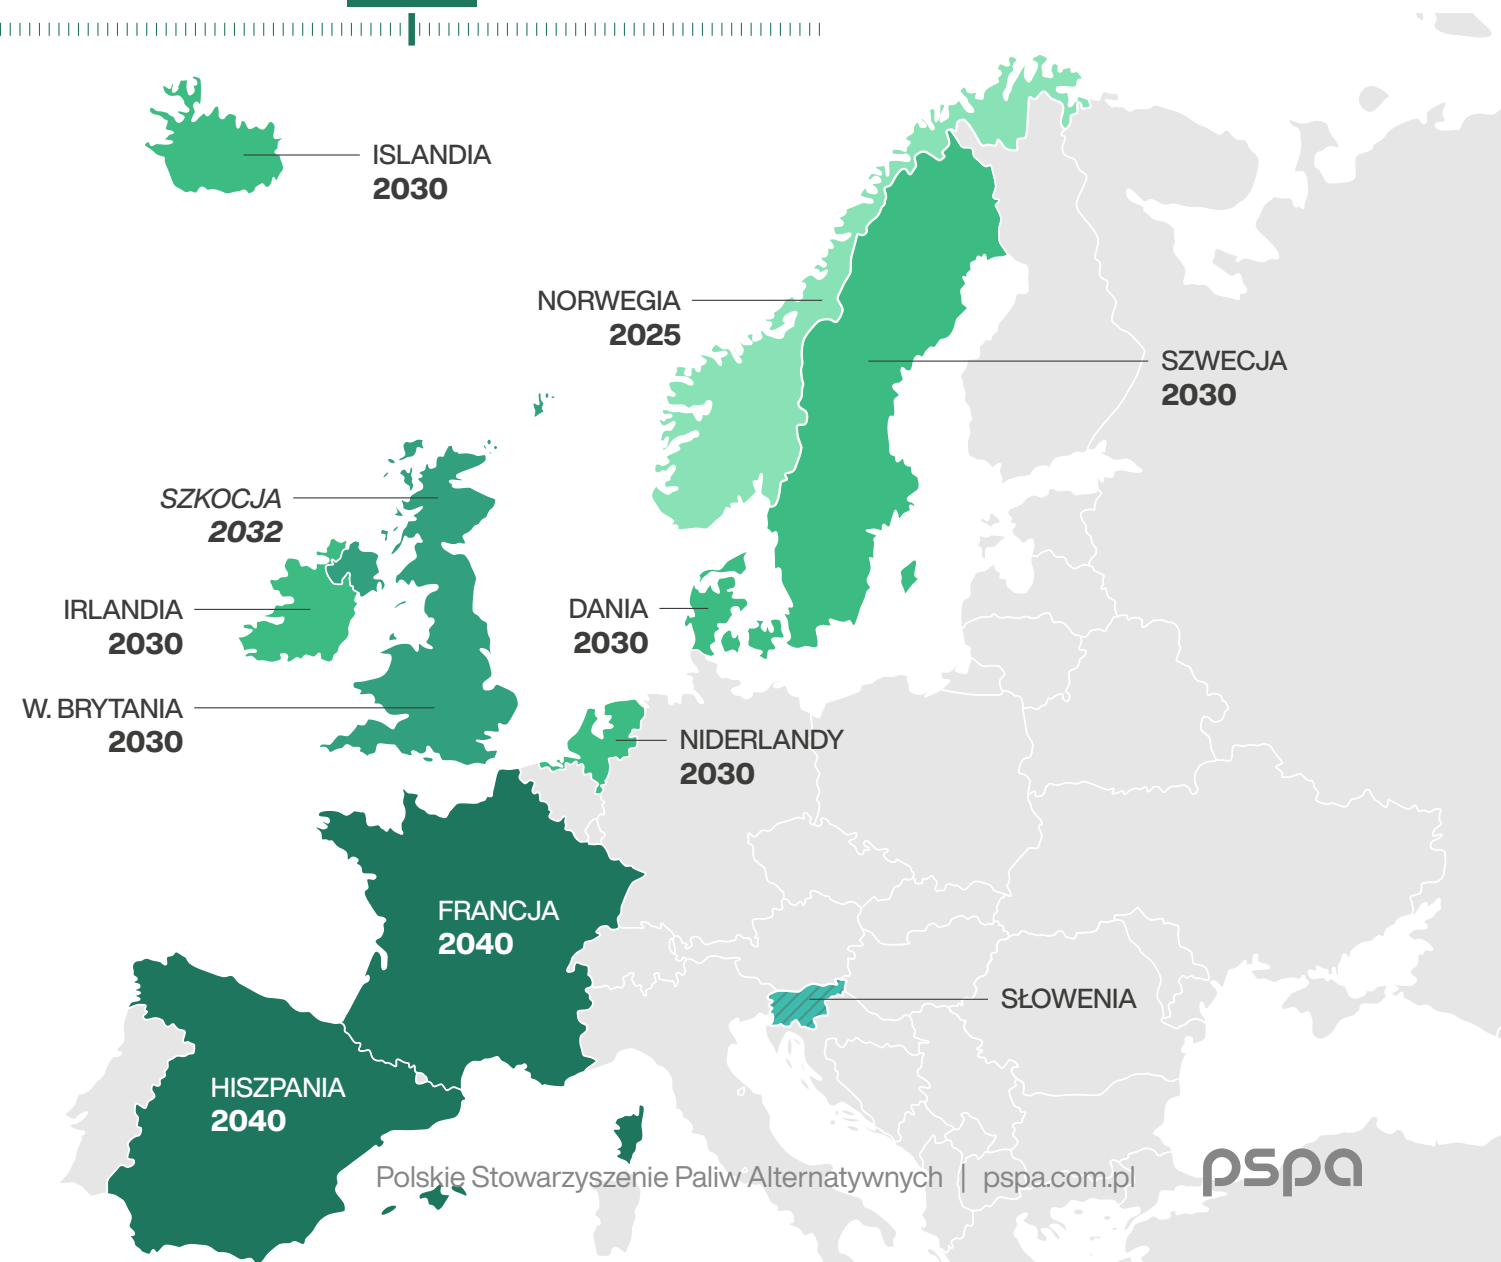 ISLANDIA
2030
NORWEGIA
2025
SZWECJA
2030
SZKOCJA
2032
IRLANDIA
2030
DANIA
2030
W. BRYTANIA
2030
NIDERLANDY
2030
FRANCJA
2040
SŁOWENIA
HISZPANIA
2040
Polskie Stowarzyszenie Paliw Alternatywnych | pspa.com.pl
pspa